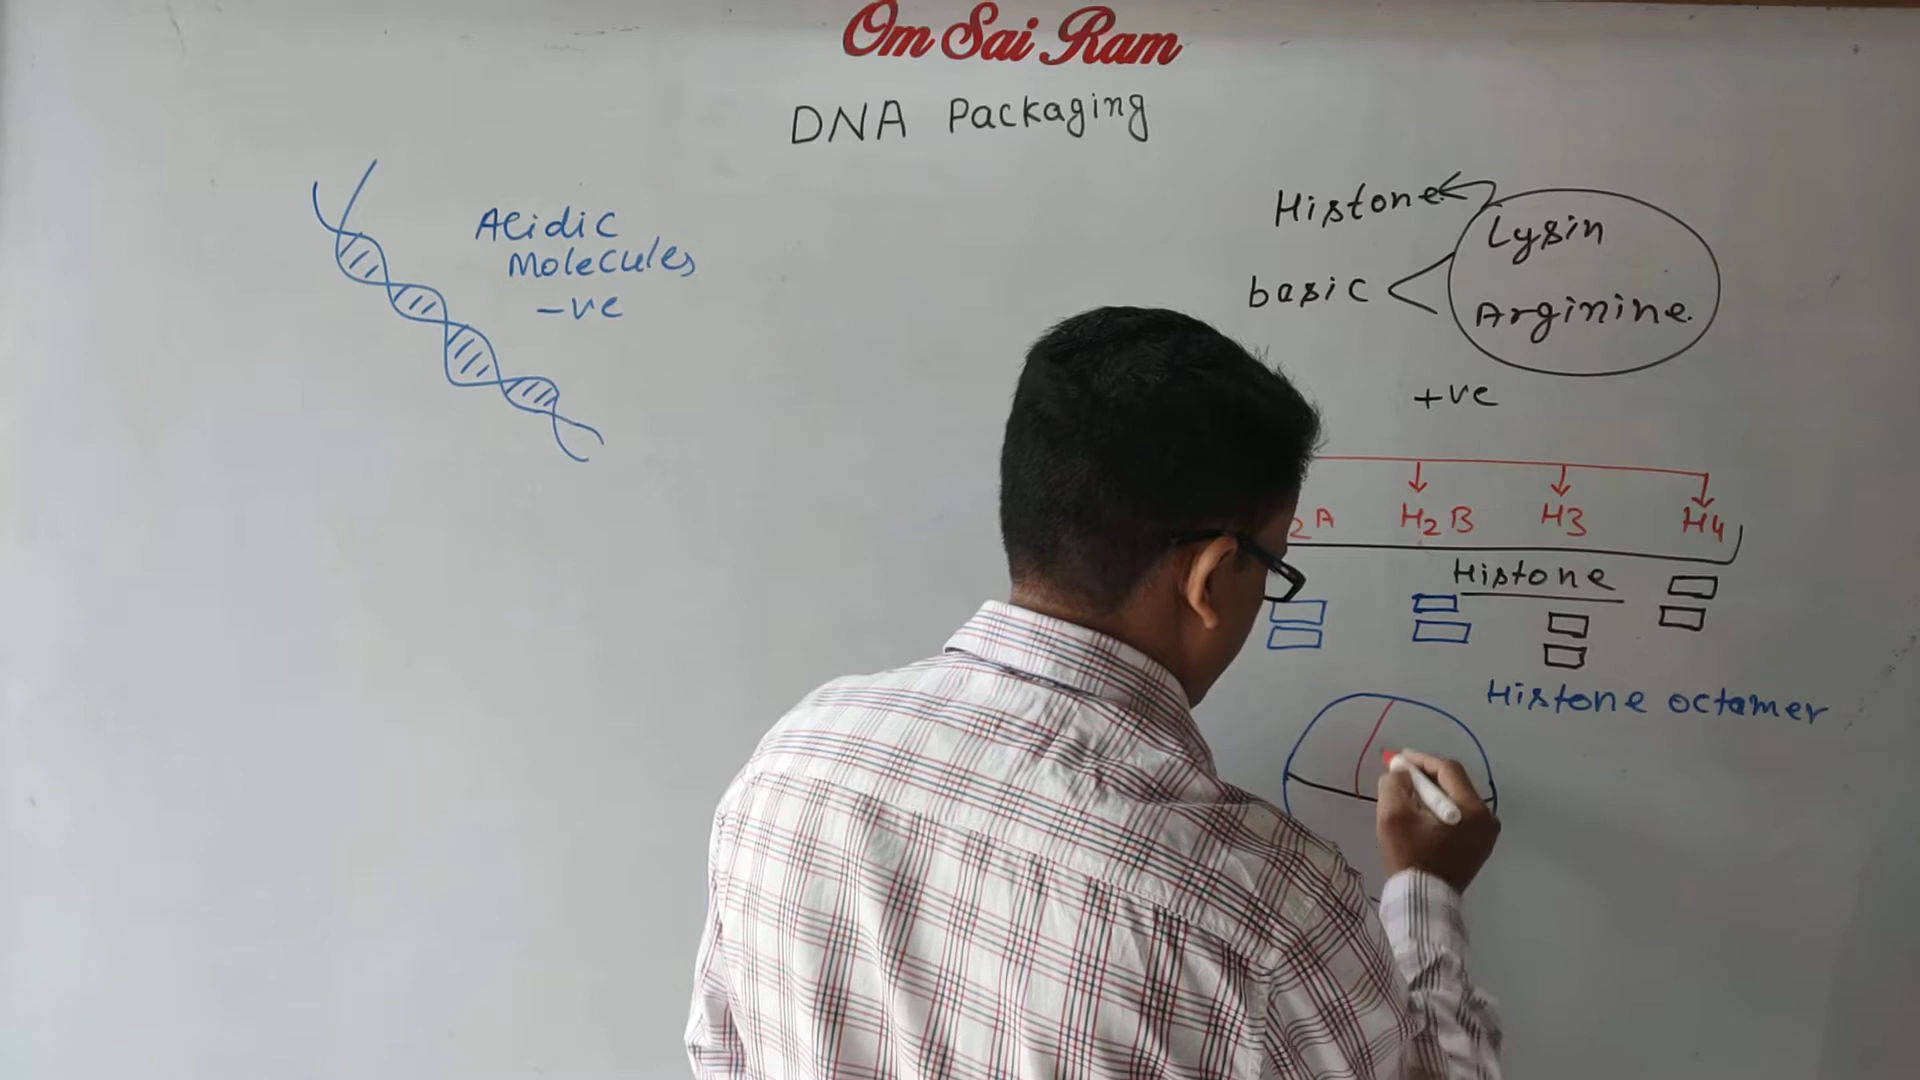 Om Sai Ram
DNA Packaging
Acidic
Molecules
-ve
Histone
Lysin
basic
Arginine.
+ve
2A H2B H3 H4
Histone
Histone octamer